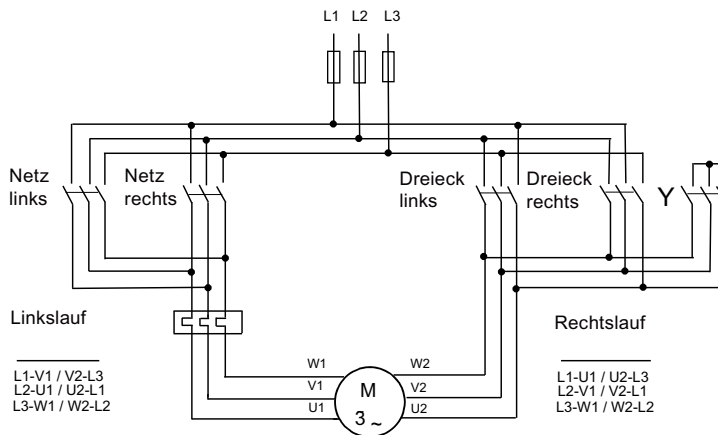 L1 L2 L3
Netz
links
Netz
rechts
Dreieck
links
Dreieck
rechts
Y
Linkslauf
L1-V1 / V2-L3
L2-U1 / U2-L1
L3-W1 / W2-L2
Rechtslauf
L1-U1 / U2-L3
L2-V1 / V2-L1
L3-W1 / W2-L2
W1 W2
V1 V2
U1 U2
M
3 ~